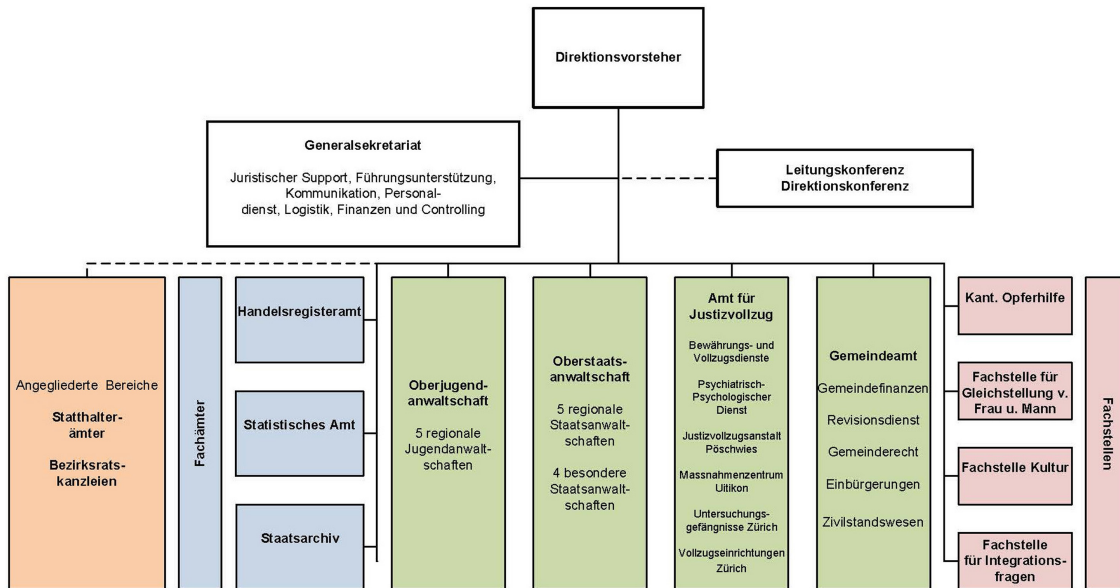 Direktionsvorsteher
Generalsekretariat
Juristischer Support, Führungsunterstützung,
Kommunikation, Personal-
dienst, Logistik, Finanzen und Controlling
Leitungskonferenz
Direktionskonferenz
Angegliederte Bereiche
Statthalter-
ämter
Bezirksrats-
kanzleien
Fachämter
Handelsregisteramt
Statistisches Amt
Staatsarchiv
Oberjugend-
anwaltschaft
5 regionale
Jugendanwalt-
schaften
Oberstaats-
anwaltschaft
5 regionale
Staatsanwalt-
schaften
4 besondere
Staatsanwalt-
schaften
Amt für
Justizvollzug
Bewährungs- und
Vollzugsdienste
Psychiatrisch-
Psychologischer
Dienst
Justizvollzugsanstalt
Pöschwies
Massnahmenzentrum
Uitikon
Untersuchungs-
gefängnisse Zürich
Vollzugseinrichtungen
Zürich
Gemeindeamt
Gemeindefinanzen
Revisionsdienst
Gemeinderecht
Einbürgerungen
Zivilstandswesen
Kant. Opferhilfe
Fachstelle für
Gleichstellung v.
Frau u. Mann
Fachstelle Kultur
Fachstelle
für Integrations-
fragen
Fachstellen